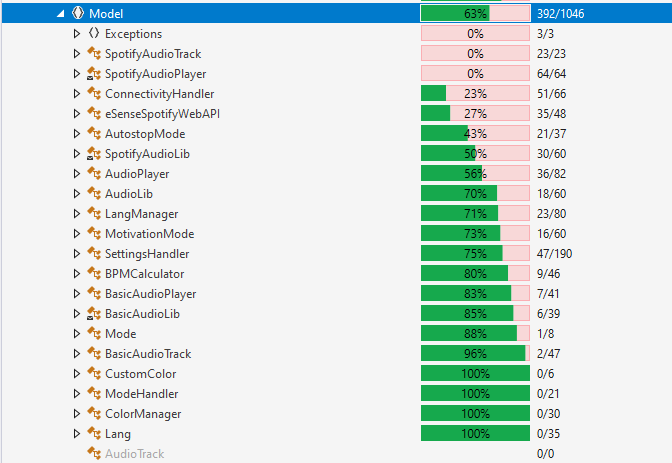 Model 63% 392/1046
Exceptions 0% 3/3
SpotifyAudioTrack 0% 23/23
SpotifyAudioPlayer 0% 64/64
ConnectivityHandler 23% 51/66
eSenseSpotifyWebAPI 27% 35/48
AutostopMode 43% 21/37
SpotifyAudioLib 50% 30/60
AudioPlayer 56% 36/82
AudioLib 70% 18/60
LangManager 71% 23/80
MotivationMode 73% 16/60
SettingsHandler 75% 47/190
BPMCalculator 80% 9/46
BasicAudioPlayer 83% 7/41
BasicAudioLib 85% 6/39
Mode 88% 1/8
BasicAudioTrack 96% 2/47
CustomColor 100% 0/6
ModeHandler 100% 0/21
ColorManager 100% 0/30
Lang 100% 0/35
AudioTrack 0/0